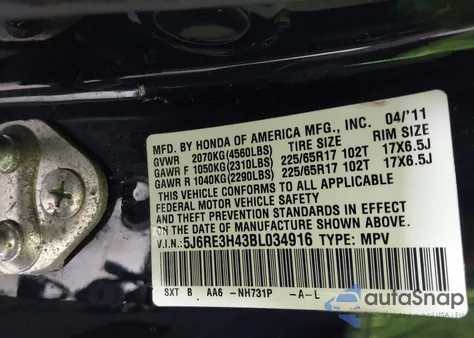 MFD. BY HONDA OF AMERICA MFG., INC. 04/'11
GVWR 2070KG(4560LBS) TIRE SIZE RIM SIZE
GAWR F 1050KG(2310LBS) 225/65R17 102T 17X6.5J
GAWR R 1040KG(2290LBS) 225/65R17 102T 17X6.5J
THIS VEHICLE CONFORMS TO ALL APPLICABLE
FEDERAL MOTOR VEHICLE SAFETY
AND THEFT PREVENTION STANDARDS IN EFFECT
ON THE DATE OF MANUFACTURE SHOWN ABOVE.
V.I.N.: 5J6RE3H43BL034916 TYPE: MPV
SXT B AA6 -NH731P -A-L
autoSnap